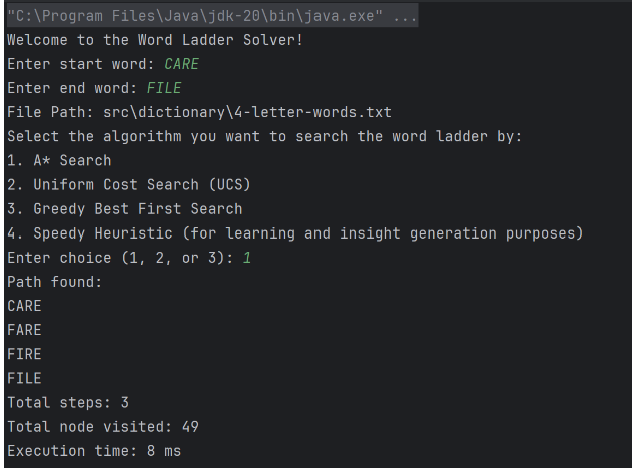 "C:\Program Files\Java\jdk-20\bin\java.exe" ...
Welcome to the Word Ladder Solver!
Enter start word: CARE
Enter end word: FILE
File Path: src\dictionary\4-letter-words.txt
Select the algorithm you want to search the word ladder by:
1. A* Search
2. Uniform Cost Search (UCS)
3. Greedy Best First Search
4. Speedy Heuristic (for learning and insight generation purposes)
Enter choice (1, 2, or 3): 1
Path found:
CARE
FARE
FIRE
FILE
Total steps: 3
Total node visited: 49
Execution time: 8 ms